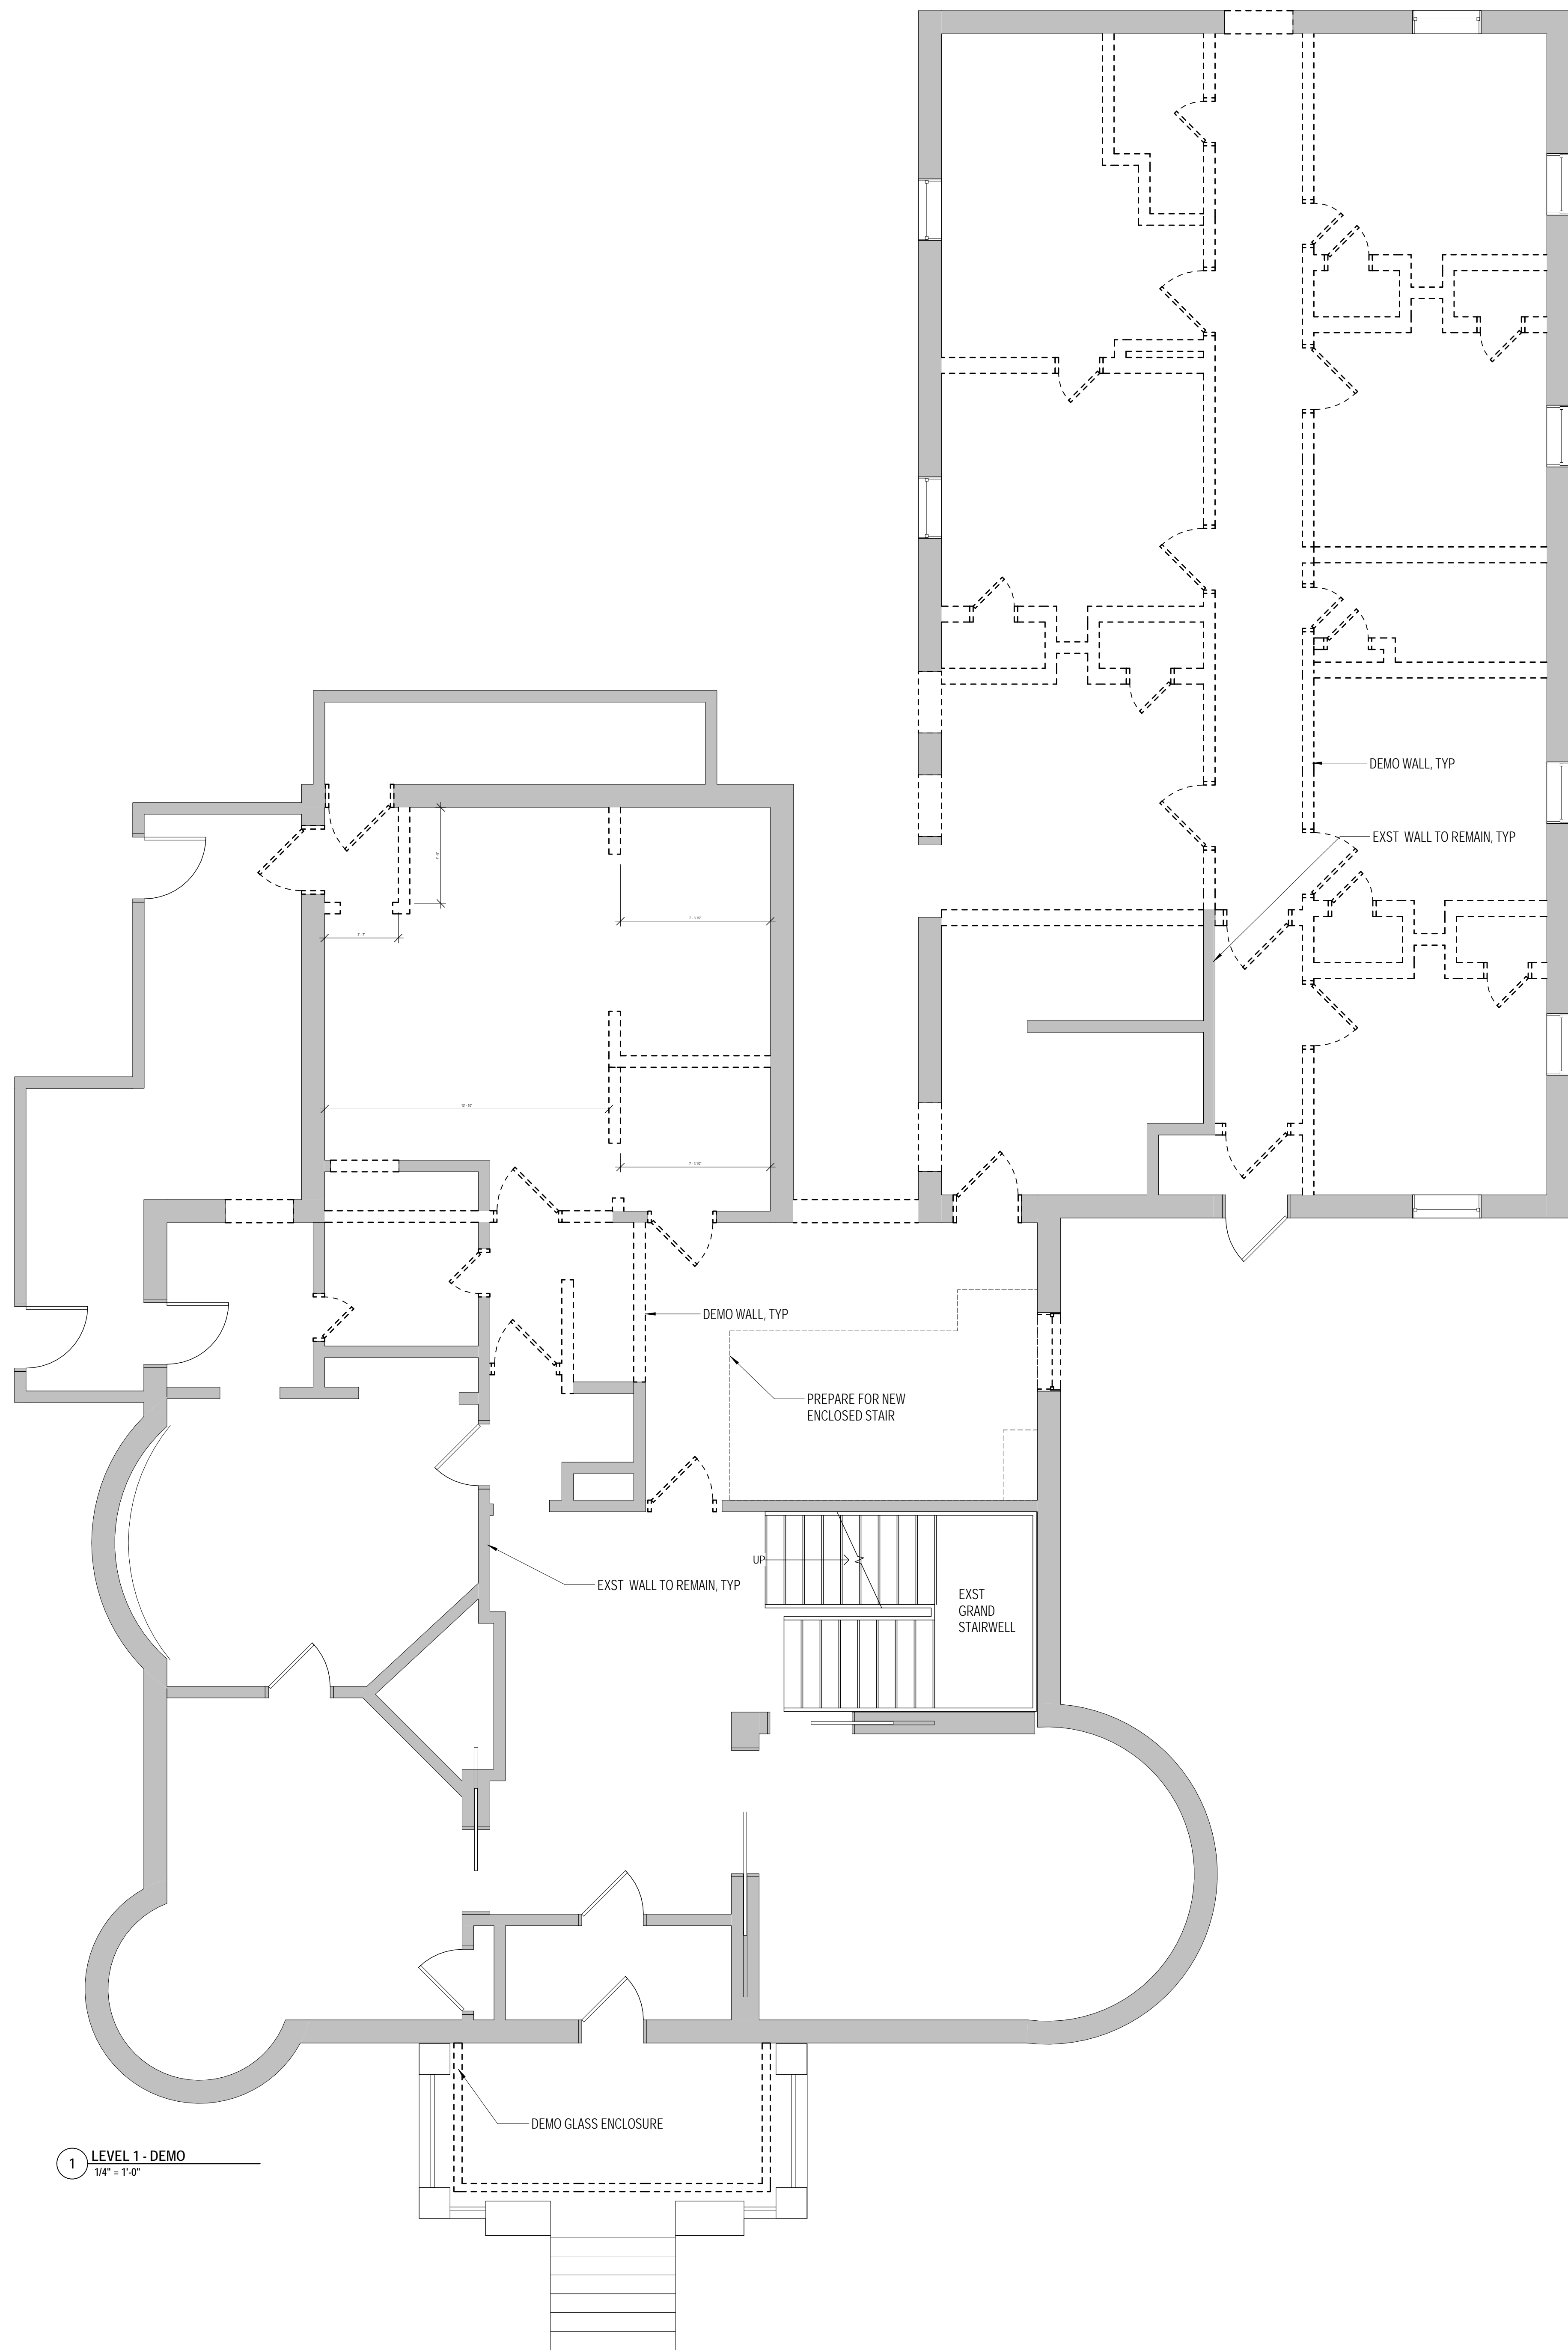 DEMO WALL, TYP
EXST WALL TO REMAIN, TYP
DEMO WALL, TYP
PREPARE FOR NEW
ENCLOSED STAIR
UP
EXST WALL TO REMAIN, TYP
EXST
GRAND
STAIRWELL
DEMO GLASS ENCLOSURE
1
LEVEL 1 - DEMO
1/4" = 1'-0"